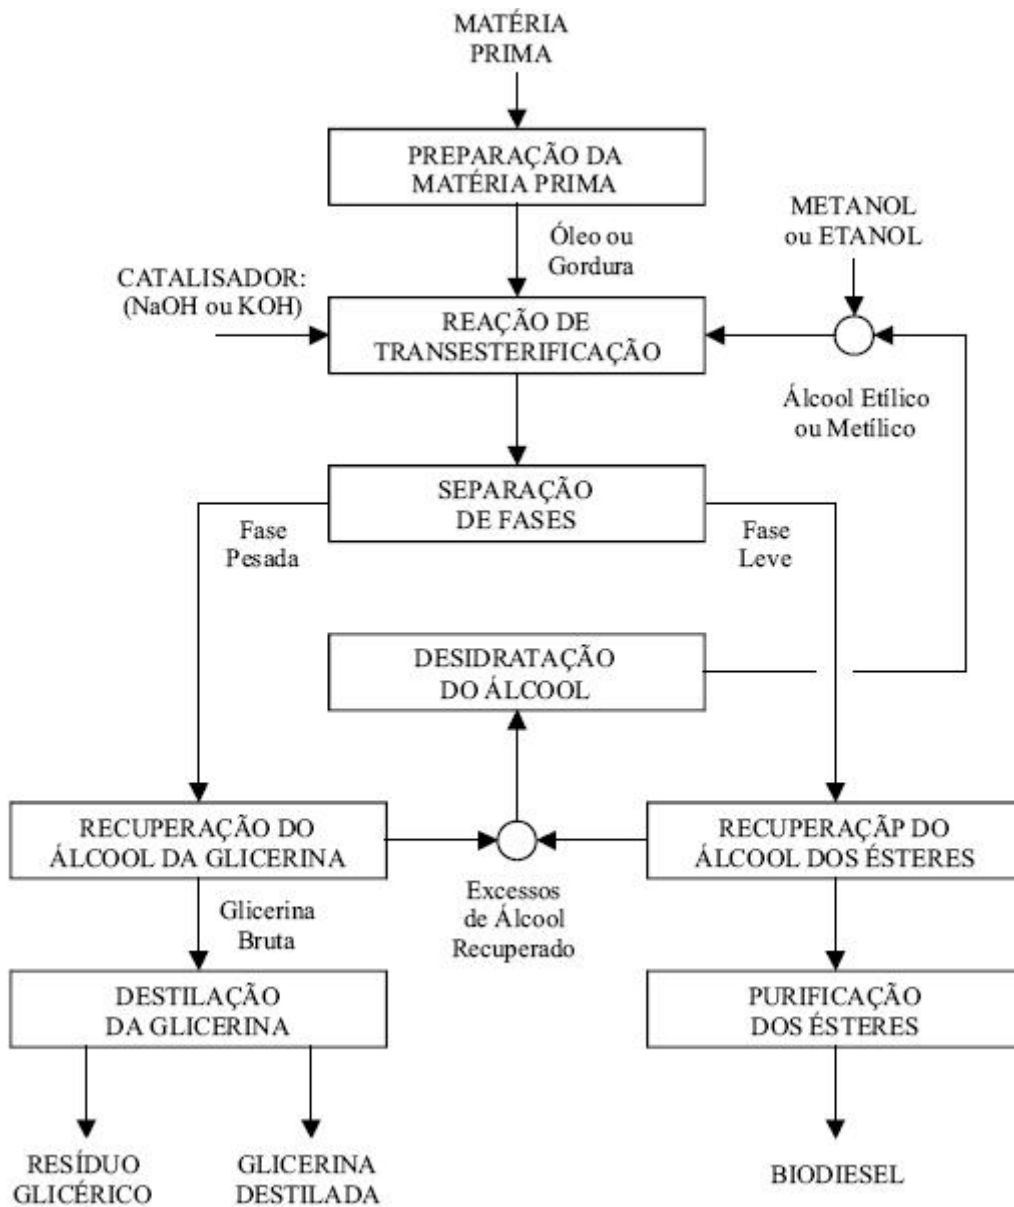 MATÉRIA
PRIMA
PREPARAÇÃO DA
MATÉRIA PRIMA
Óleo ou
Gordura
METANOL
ou ETANOL
CATALISADOR:
(NaOH ou KOH)
REAÇÃO DE
TRANSESTERIFICAÇÃO
Álcool Etílico
ou Metílico
SEPARAÇÃO
DE FASES
Fase
Pesada
Fase
Leve
DESIDRATAÇÃO
DO ÁLCOOL
RECUPERAÇÃO DO
ÁLCOOL DA GLICERINA
RECUPERAÇÃP DO
ÁLCOOL DOS ÉSTERES
Glicerina
Bruta
Excessos
de Álcool
Recuperado
DESTILAÇÃO
DA GLICERINA
PURIFICAÇÃO
DOS ÉSTERES
RESÍDUO
GLICÉRICO
GLICERINA
DESTILADA
BIODIESEL